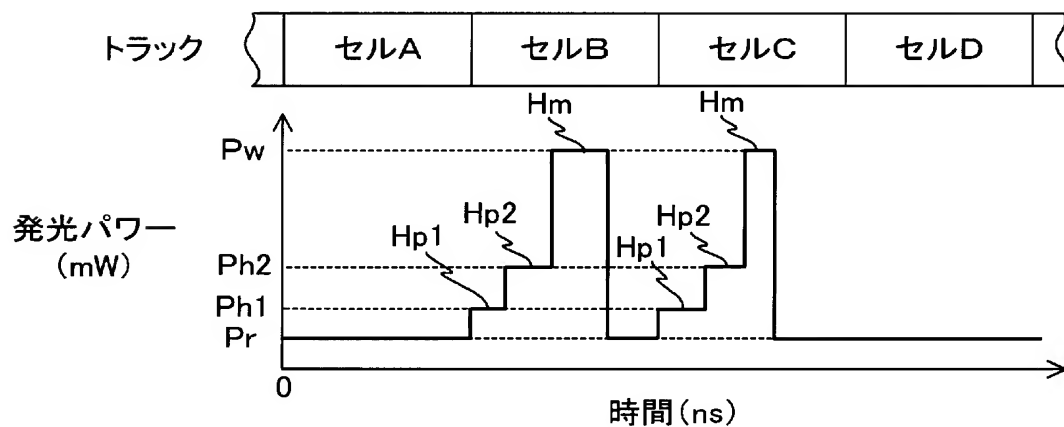 トラック セルA セルB セルC セルD
Hm Hm
Pw
発光パワー
(mW)
Hp1 Hp2 Hp1 Hp2
Ph2
Ph1
Pr
0
時間(ns)